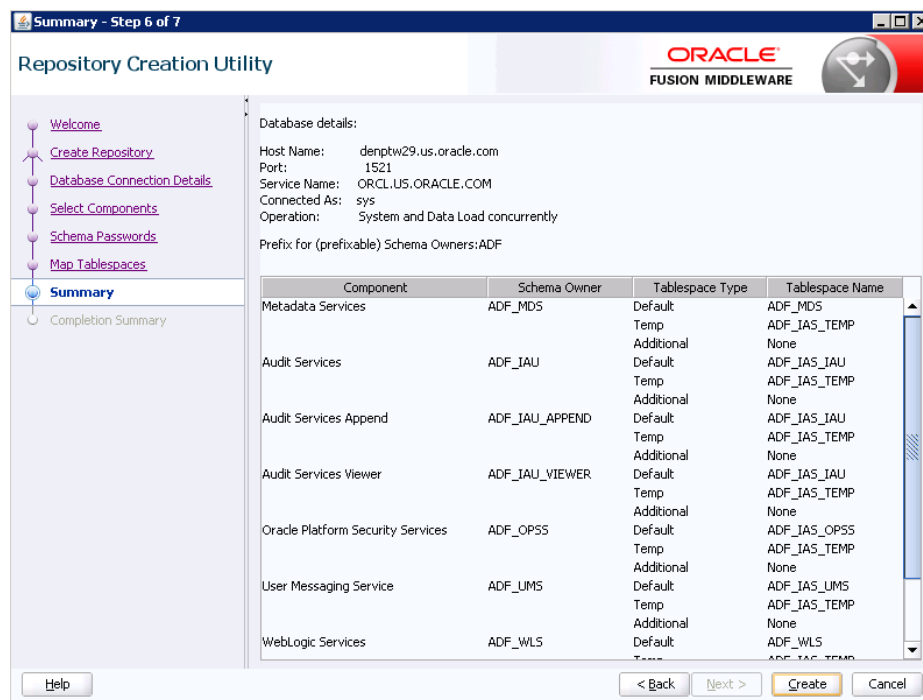 Summary - Step 6 of 7
Repository Creation Utility
ORACLE
FUSION MIDDLEWARE
Welcome
Create Repository
Database Connection Details
Select Components
Schema Passwords
Map Tablespaces
Summary
Completion Summary
Database details:
Host Name: denptw29.us.oracle.com
Port: 1521
Service Name: ORCL.US.ORACLE.COM
Connected As: sys
Operation: System and Data Load concurrently
Prefix for (prefixable) Schema Owners:ADF
Component Schema Owner Tablespace Type Tablespace Name
Metadata Services ADF_MDS Default ADF_MDS
Temp ADF_IAS_TEMP
Additional None
Audit Services ADF_IAU Default ADF_IAS_IAU
Temp ADF_IAS_TEMP
Additional None
Audit Services Append ADF_IAU_APPEND Default ADF_IAS_IAU
Temp ADF_IAS_TEMP
Additional None
Audit Services Viewer ADF_IAU_VIEWER Default ADF_IAS_IAU
Temp ADF_IAS_TEMP
Additional None
Oracle Platform Security Services ADF_OPSS Default ADF_IAS_OPSS
Temp ADF_IAS_TEMP
Additional None
User Messaging Service ADF_UMS Default ADF_IAS_UMS
Temp ADF_IAS_TEMP
Additional None
WebLogic Services ADF_WLS Default ADF_WLS
Temp ADF_IAS_TEMP
Help < Back Next > Create Cancel